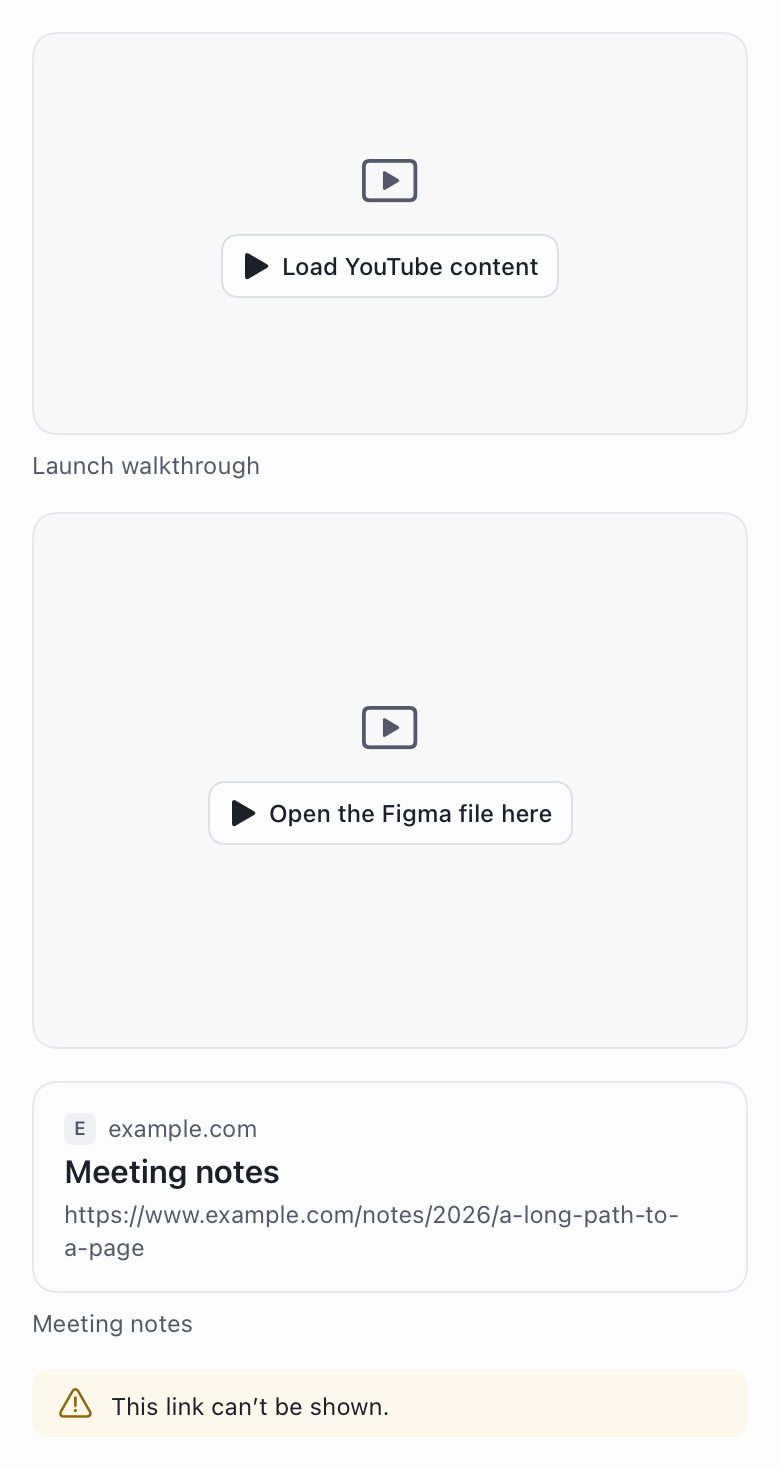 Load YouTube content
Launch walkthrough
Open the Figma file here
E example.com
Meeting notes
https://www.example.com/notes/2026/a-long-path-to-
a-page
Meeting notes
This link can’t be shown.